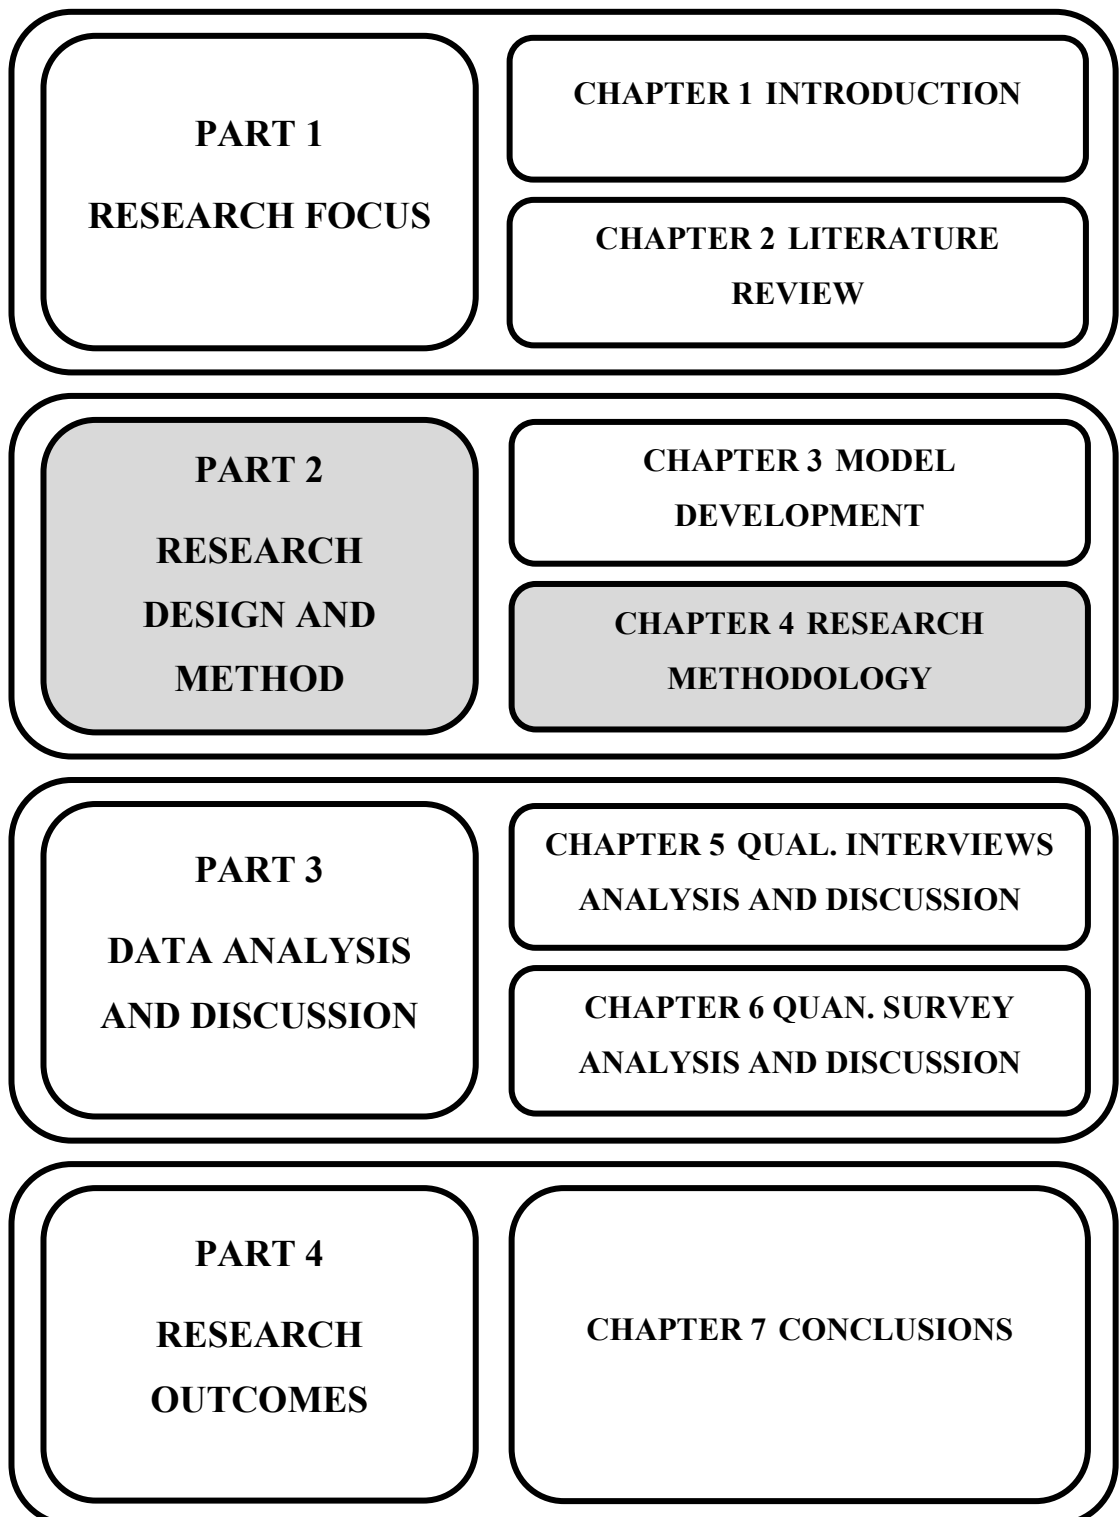 PART 1
RESEARCH FOCUS
CHAPTER 1 INTRODUCTION
CHAPTER 2 LITERATURE
REVIEW
PART 2
RESEARCH
DESIGN AND
METHOD
CHAPTER 3 MODEL
DEVELOPMENT
CHAPTER 4 RESEARCH
METHODOLOGY
PART 3
DATA ANALYSIS
AND DISCUSSION
CHAPTER 5 QUAL. INTERVIEWS
ANALYSIS AND DISCUSSION
CHAPTER 6 QUAN. SURVEY
ANALYSIS AND DISCUSSION
PART 4
RESEARCH
OUTCOMES
CHAPTER 7 CONCLUSIONS